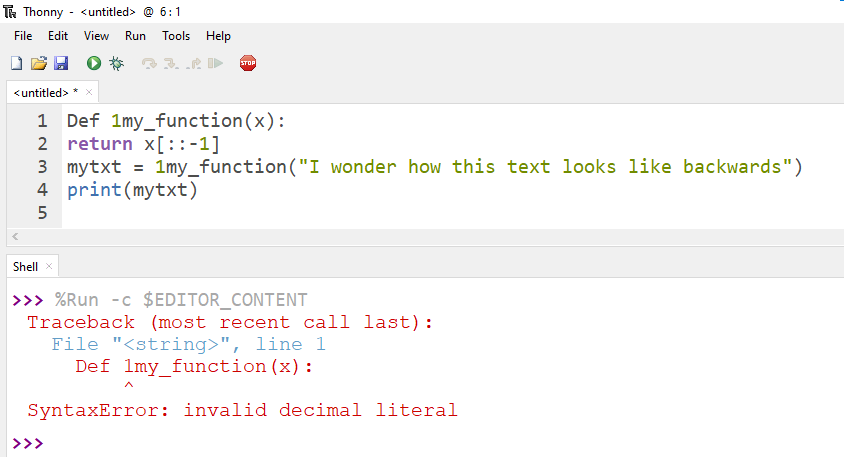 Thonny - <untitled> @ 6:1
File Edit View Run Tools Help
STOP
<untitled> * ×
1 Def 1my_function(x):
2 return x[::-1]
3 mytxt = 1my_function("I wonder how this text looks like backwards")
4 print(mytxt)
5
Shell ×
>>> %Run -c $EDITOR_CONTENT
Traceback (most recent call last):
File "<string>", line 1
Def 1my_function(x):
^
SyntaxError: invalid decimal literal
>>>